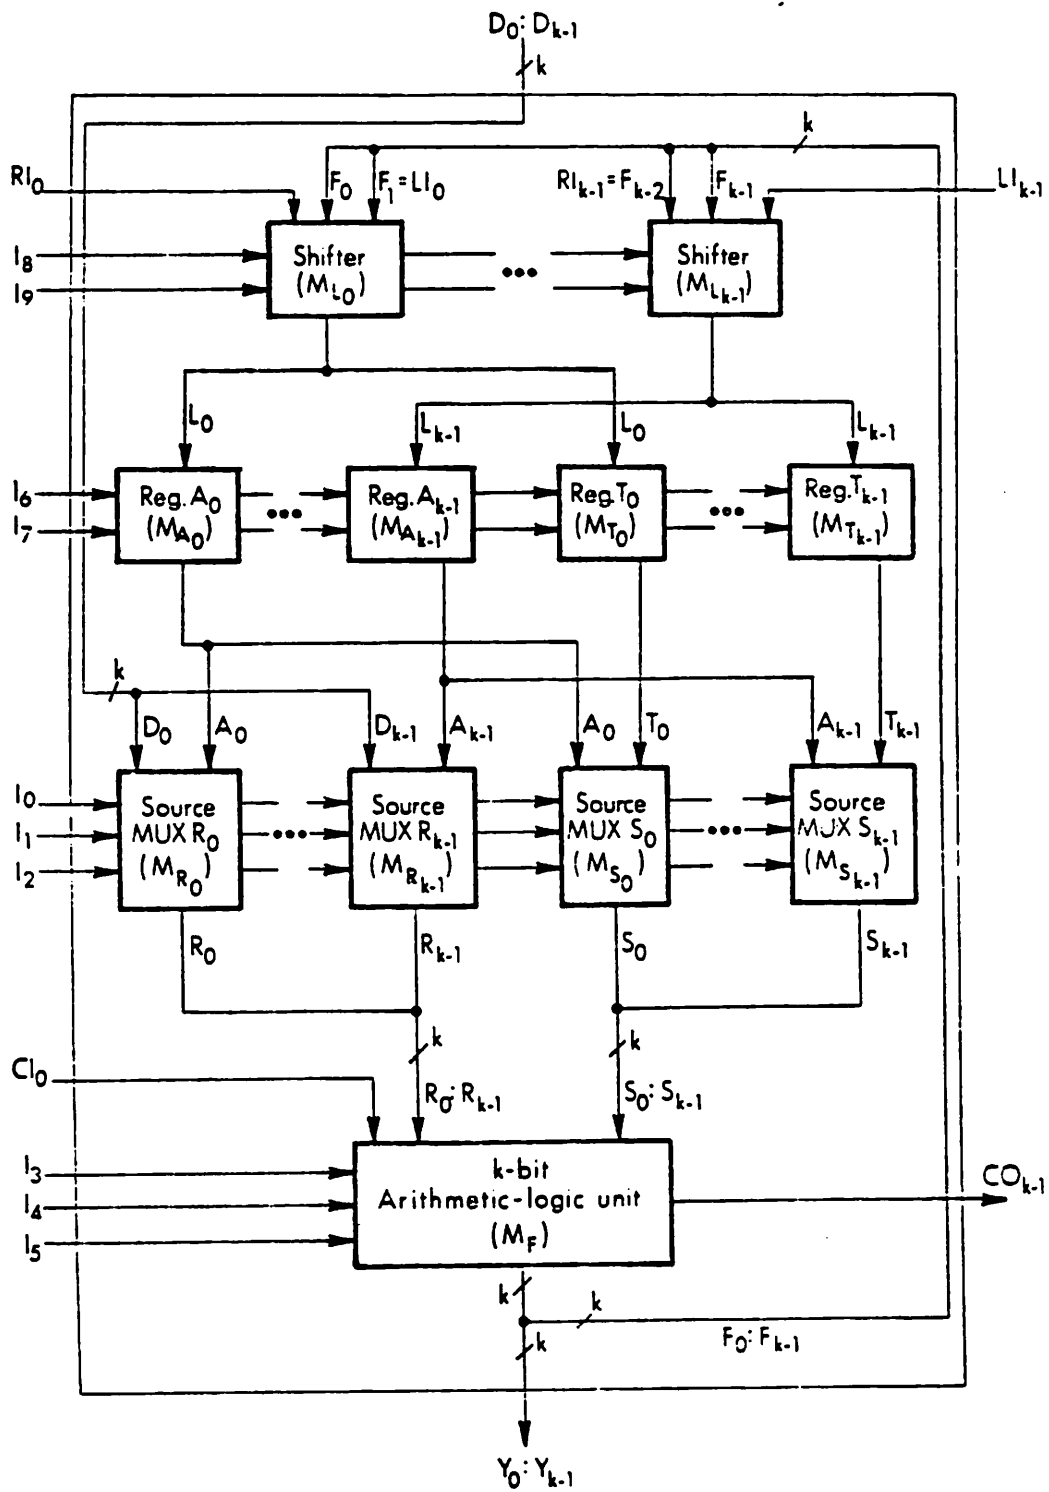 D0:Dk-1
k
k
RI0
F0
F1=LI0
RIk-1=Fk-2
Fk-1
LIk-1
I8
I9
Shifter
(ML0)
•••
Shifter
(MLk-1)
L0
Lk-1
L0
Lk-1
I6
I7
Reg. A0
(MA0)
•••
Reg. Ak-1
(MAk-1)
Reg. T0
(MT0)
•••
Reg. Tk-1
(MTk-1)
k
D0
A0
Dk-1
Ak-1
A0
T0
Ak-1
Tk-1
I0
I1
I2
Source
MUX R0
(MR0)
•••
Source
MUX Rk-1
(MRk-1)
Source
MUX S0
(MS0)
•••
Source
MUX Sk-1
(MSk-1)
R0
Rk-1
S0
Sk-1
k
k
CI0
R0:Rk-1
S0:Sk-1
I3
I4
I5
k-bit
Arithmetic-logic unit
(MF)
COk-1
k
k
k
F0:Fk-1
Y0:Yk-1